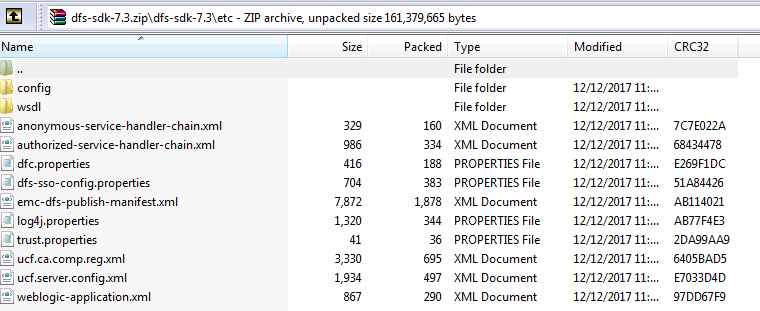 dfs-sdk-7.3.zip\dfs-sdk-7.3\etc - ZIP archive, unpacked size 161,379,665 bytes
Name Size Packed Type Modified CRC32
.. File folder
config File folder 12/12/2017 11:...
wsdl File folder 12/12/2017 11:...
anonymous-service-handler-chain.xml 329 160 XML Document 12/12/2017 11:... 7C7E022A
authorized-service-handler-chain.xml 986 334 XML Document 12/12/2017 11:... 68434478
dfc.properties 416 188 PROPERTIES File 12/12/2017 11:... E269F1DC
dfs-sso-config.properties 704 383 PROPERTIES File 12/12/2017 11:... 51A84426
emc-dfs-publish-manifest.xml 7,872 1,878 XML Document 12/12/2017 11:... AB114021
log4j.properties 1,320 344 PROPERTIES File 12/12/2017 11:... AB77F4E3
trust.properties 41 36 PROPERTIES File 12/12/2017 11:... 2DA99AA9
ucf.ca.comp.reg.xml 3,330 695 XML Document 12/12/2017 11:... 6405BAD5
ucf.server.config.xml 1,934 497 XML Document 12/12/2017 11:... E7033D4D
weblogic-application.xml 867 290 XML Document 12/12/2017 11:... 97DD67F9